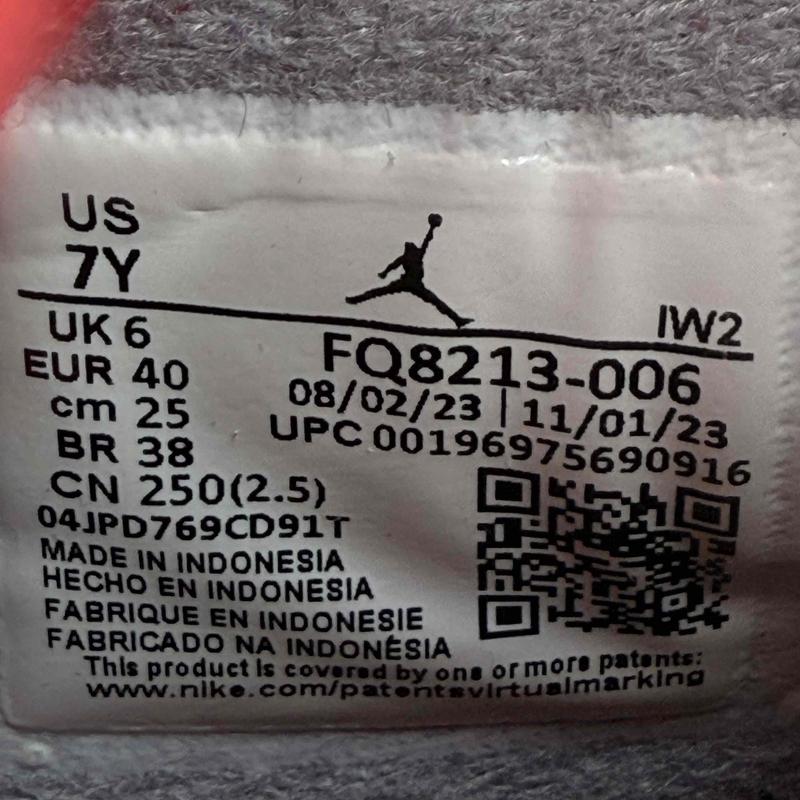 US
7Y
IW2
UK 6
EUR 40
cm 25
BR 38
CN 250(2.5)
FQ8213-006
08/02/23 | 11/01/23
UPC 00196975690916
04JPD769CD91T
MADE IN INDONESIA
HECHO EN INDONESIA
FABRIQUE EN INDONESIE
FABRICADO NA INDONÉSIA
This product is covered by one or more patents:
www.nike.com/patentsvirtualmarking